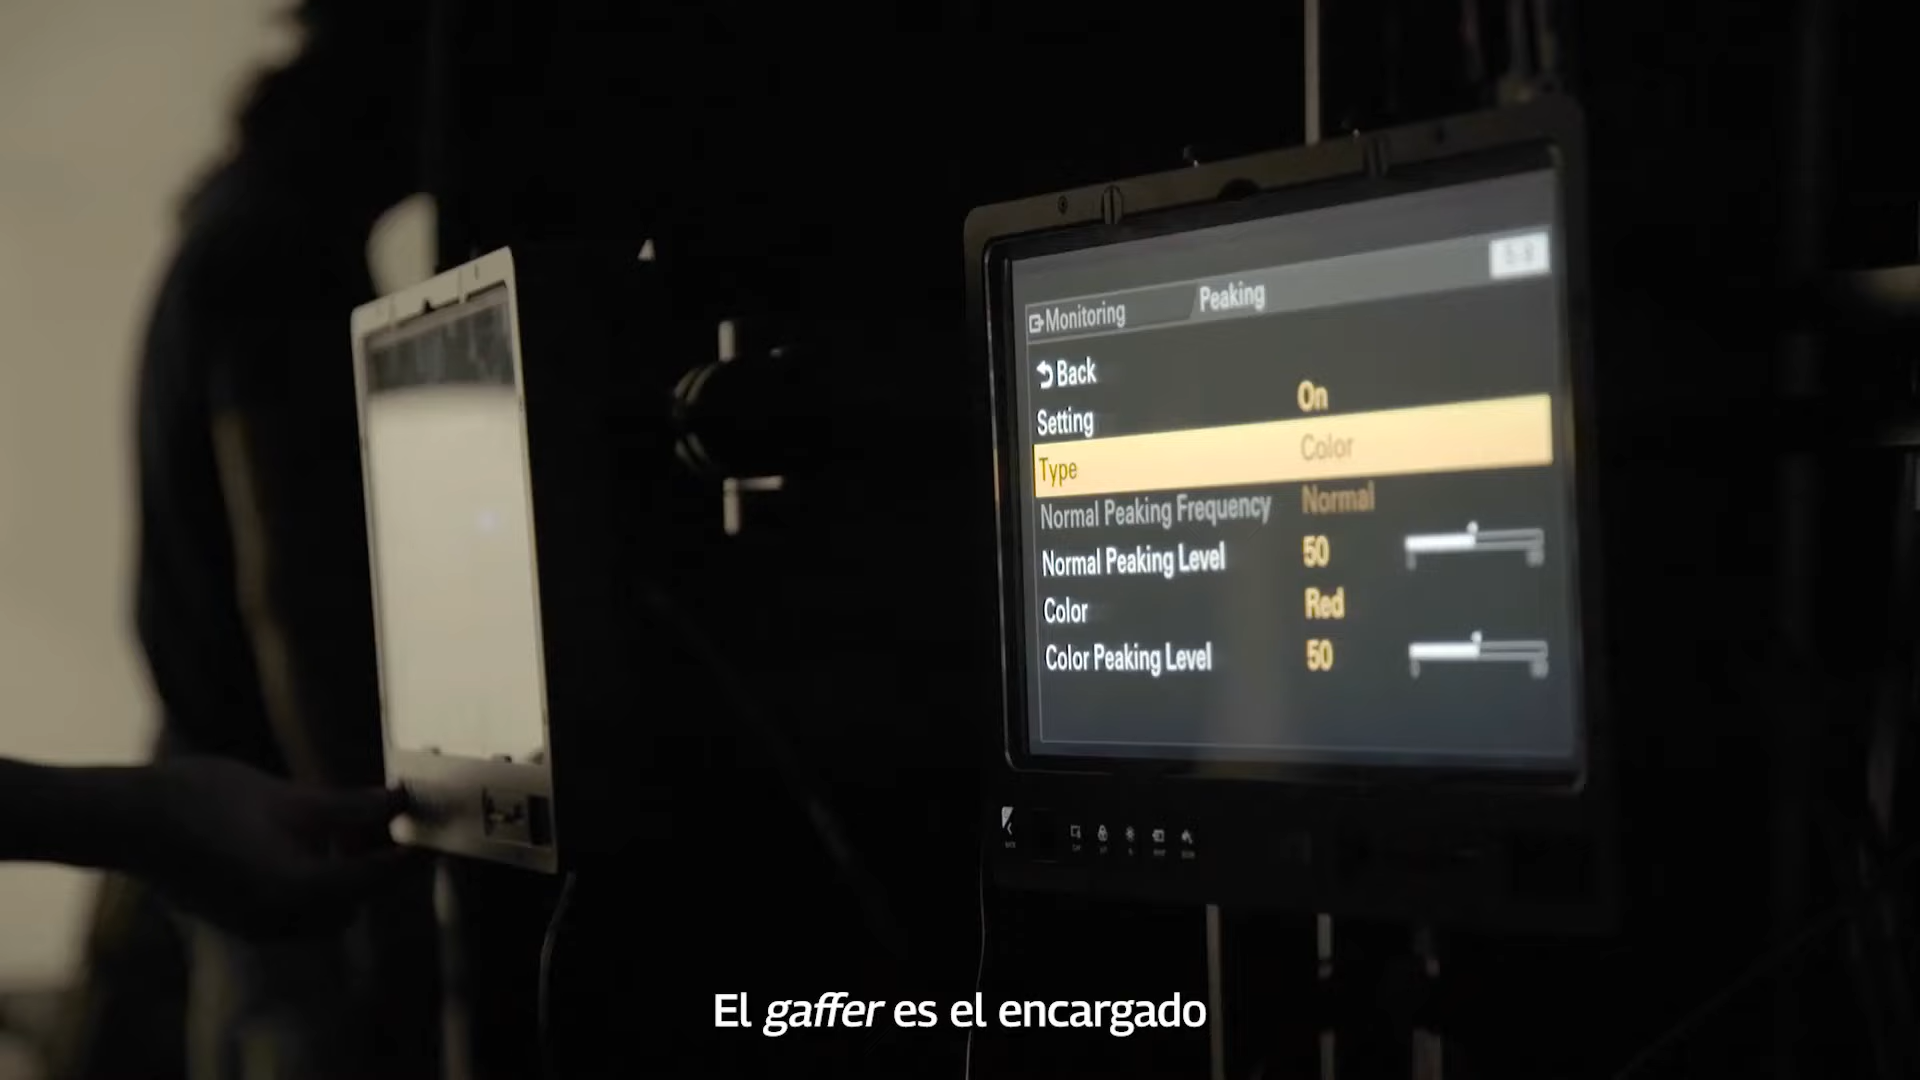 Monitoring
Peaking
Back
Setting On
Type Color
Normal Peaking Frequency Normal
Normal Peaking Level 50
Color Red
Color Peaking Level 50
El gaffer es el encargado